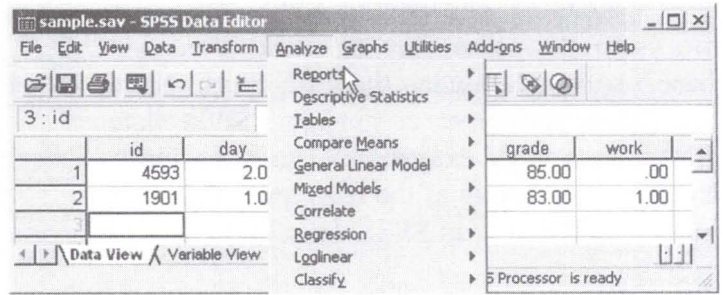 sample.sav - SPSS Data Editor
File Edit View Data Transform Analyze Graphs Utilities Add-ons Window Help
Reports
Descriptive Statistics
Tables
Compare Means
General Linear Model
Mixed Models
Correlate
Regression
Loglinear
Classify
3 : id
id day grade work
1 4593 2.0 85.00 .00
2 1901 1.0 83.00 1.00
3
Data View Variable View
Processor is ready